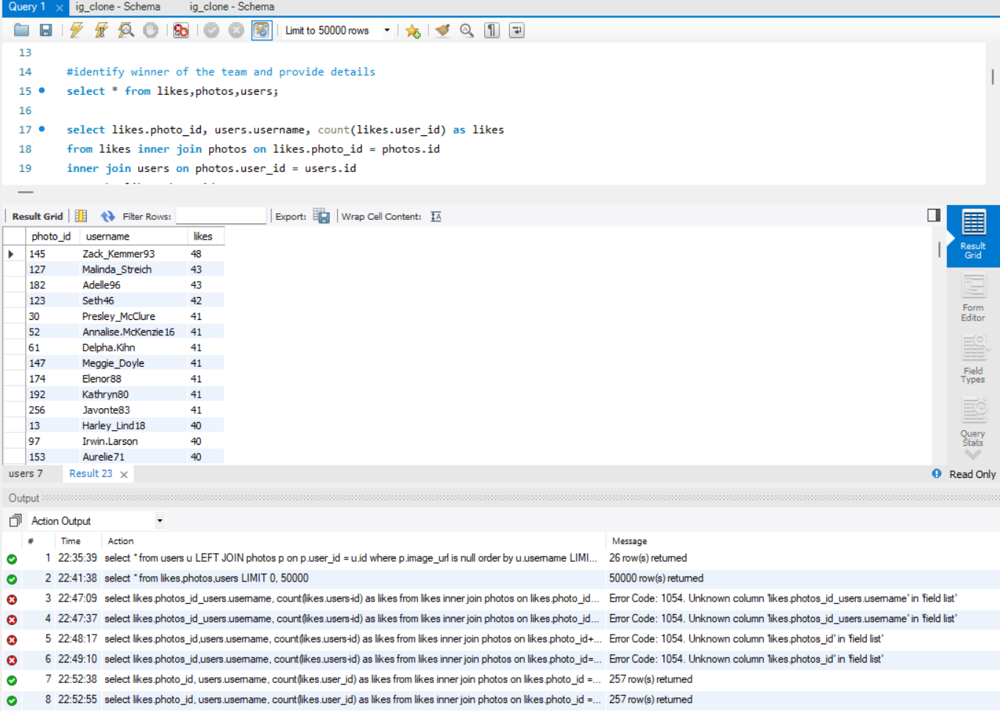 Query 1 × ig_clone - Schema ig_clone - Schema
Limit to 50000 rows
13
14 #identify winner of the team and provide details
15 select * from likes,photos,users;
16
17 select likes.photo_id, users.username, count(likes.user_id) as likes
18 from likes inner join photos on likes.photo_id = photos.id
19 inner join users on photos.user_id = users.id
Result Grid Filter Rows: Export: Wrap Cell Content:
photo_id username likes
145 Zack_Kemmer93 48
127 Malinda_Streich 43
182 Adelle96 43
123 Seth46 42
30 Presley_McClure 41
52 Annalise.McKenzie16 41
61 Delpha.Kihn 41
147 Meggie_Doyle 41
174 Elenor88 41
192 Kathryn80 41
256 Javonte83 41
13 Harley_Lind18 40
97 Irwin.Larson 40
153 Aurelie71 40
Result
Grid
Form
Editor
Field
Types
Query
Stats
users 7 Result 23 × Read Only
Output
Action Output
# Time Action Message
1 22:35:39 select * from users u LEFT JOIN photos p on p.user_id = u.id where p.image_url is null order by u.username LIMI... 26 row(s) returned
2 22:41:38 select * from likes,photos,users LIMIT 0, 50000 50000 row(s) returned
3 22:47:09 select likes.photos_id_users.username, count(likes.users-id) as likes from likes inner join photos on likes.photo_id... Error Code: 1054. Unknown column 'likes.photos_id_users.username' in 'field list'
4 22:47:37 select likes.photos_id_users.username, count(likes.users-id) as likes from likes inner join photos on likes.photo_id... Error Code: 1054. Unknown column 'likes.photos_id_users.username' in 'field list'
5 22:48:17 select likes.photos_id,users.username, count(likes.users-id) as likes from likes inner join photos on likes.photo_id+... Error Code: 1054. Unknown column 'likes.photos_id' in 'field list'
6 22:49:10 select likes.photos_id,users.username, count(likes.users-id) as likes from likes inner join photos on likes.photo_id=... Error Code: 1054. Unknown column 'likes.photos_id' in 'field list'
7 22:52:38 select likes.photo_id, users.username, count(likes.user_id) as likes from likes inner join photos on likes.photo_id =... 257 row(s) returned
8 22:52:55 select likes.photo_id, users.username, count(likes.user_id) as likes from likes inner join photos on likes.photo_id =... 257 row(s) returned